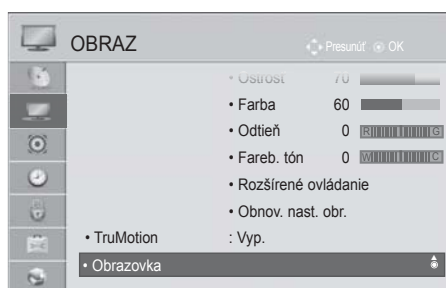 OBRAZ Presunúť OK
• Ostrosť 70
• Farba 60
• Odtieň 0 R G
• Fareb. tón 0 W C
• Rozšírené ovládanie
• Obnov. nast. obr.
• TruMotion : Vyp.
• Obrazovka